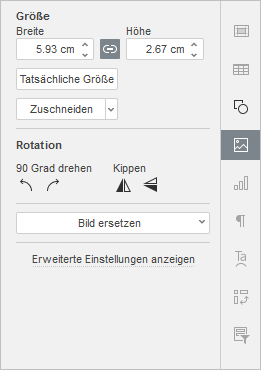 Größe
Breite Höhe
5.93 cm 2.67 cm
Tatsächliche Größe
Zuschneiden
Rotation
90 Grad drehen Kippen
Bild ersetzen
Erweiterte Einstellungen anzeigen
Ta